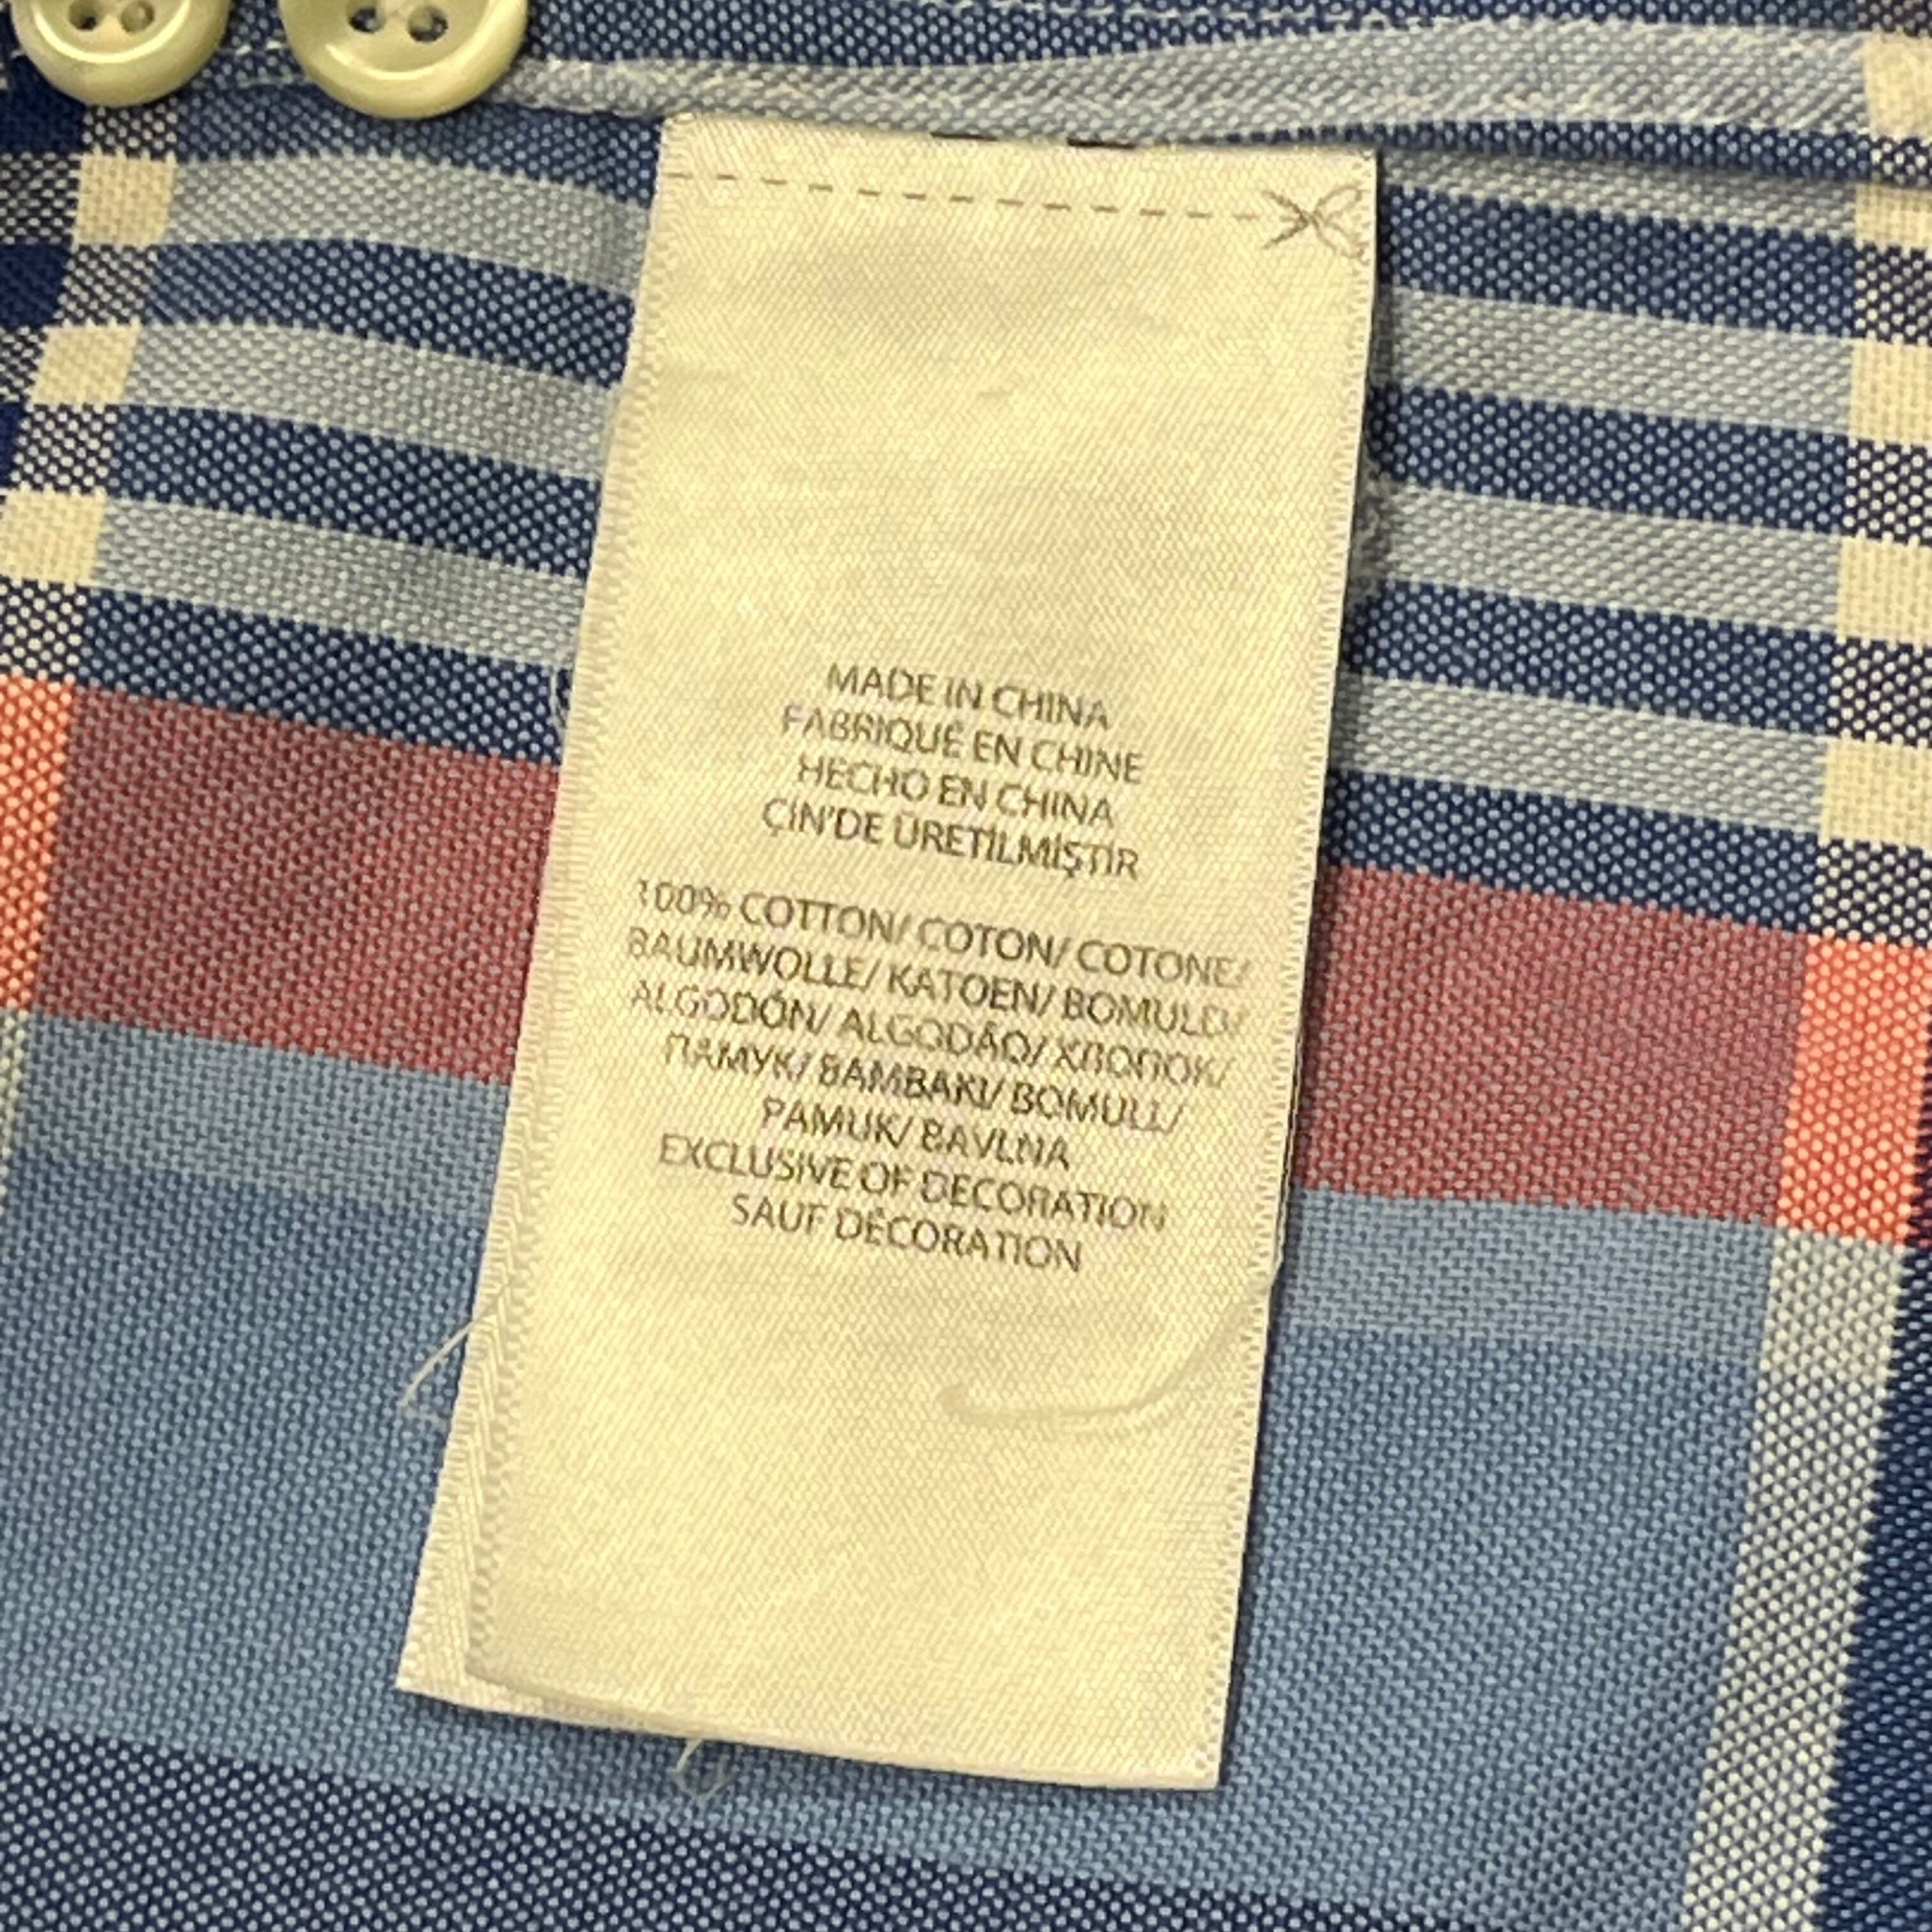 MADE IN CHINA
FABRIQUÉ EN CHINE
HECHO EN CHINA
ÇİN'DE ÜRETİLMİŞTİR
100% COTTON/ COTON/ COTONE/
BAUMWOLLE/ KATOEN/ BOMULD/
ALGODÓN/ ALGODÃO/ ХЛОПОК/
ПАМУК/ ΒΑΜΒΑΚΙ/ BOMULL/
PAMUK/ BAVLNA
EXCLUSIVE OF DECORATION
SAUF DÉCORATION